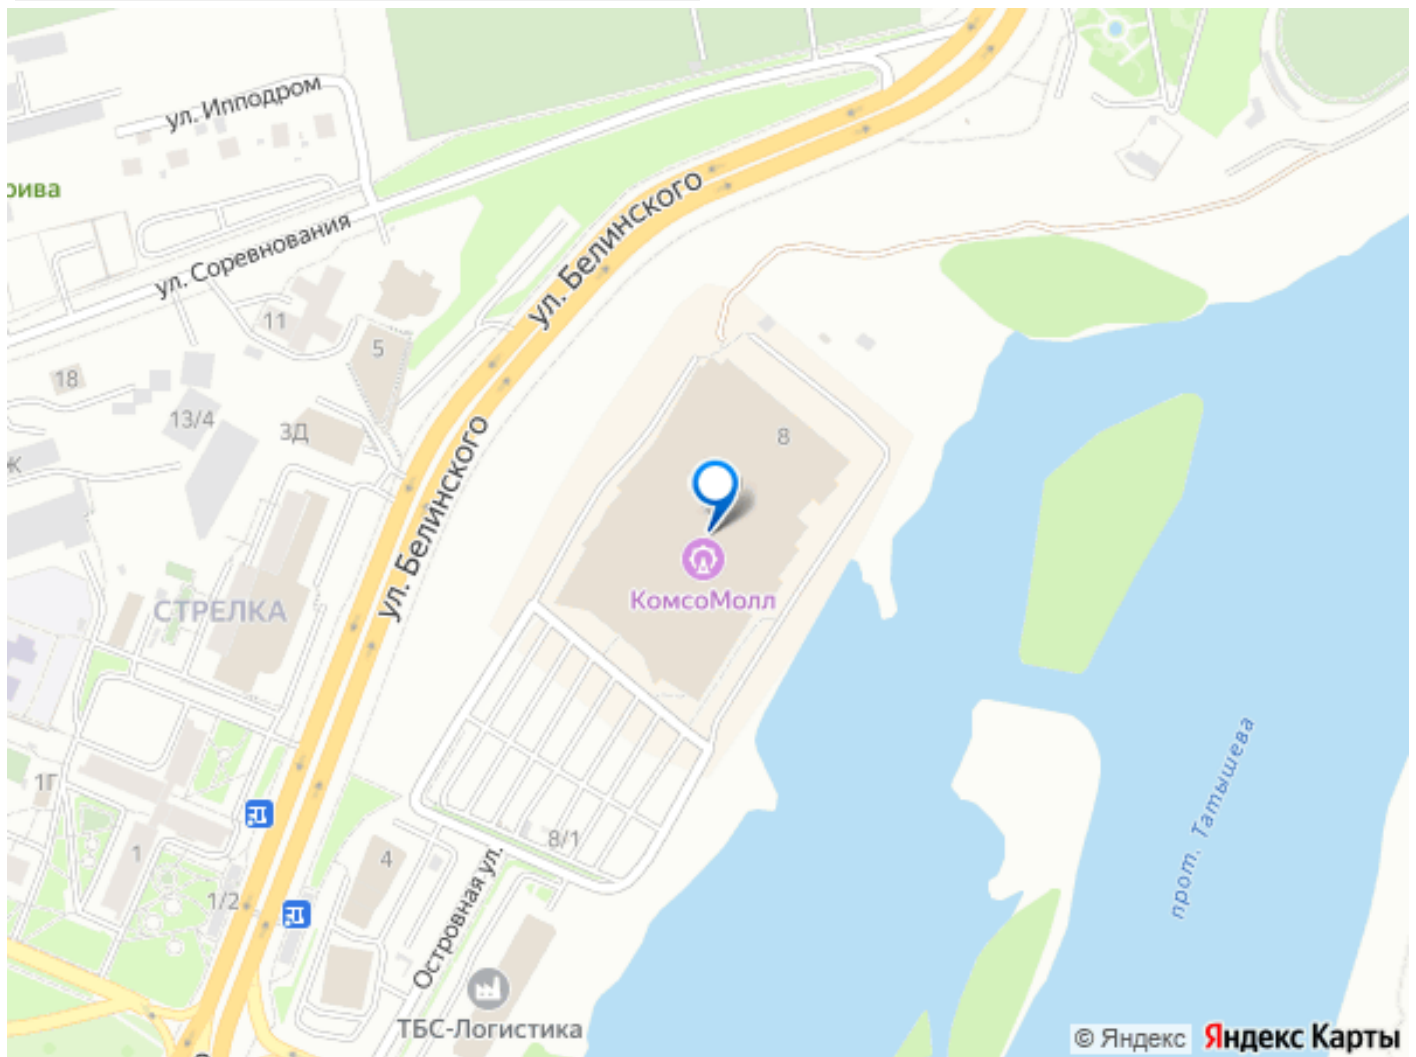 ул. Ипподром
рива
ул. Соревнования
ул. Белинского
11
5
18
13/4
3Д
Ж
8
ул. Белинского
КомсоМолл
СТРЕЛКА
1Г
1
8/1
4
1/2
Островная ул.
прот. Татышева
ТБС-Логистика
© Яндекс Яндекс Карты